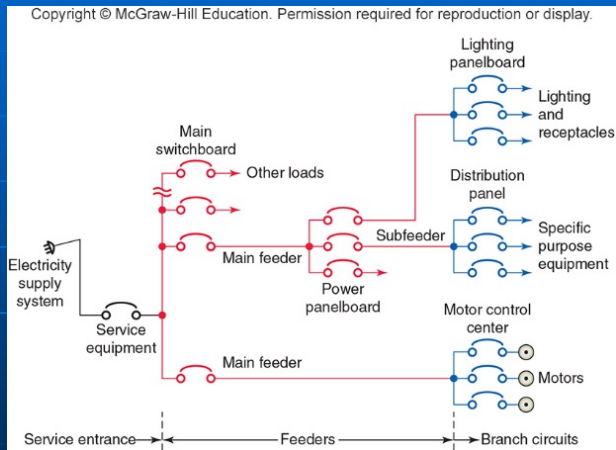 Copyright © McGraw-Hill Education. Permission required for reproduction or display.
Lighting
panelboard
Lighting
and
receptacles
Main
switchboard
Other loads
Distribution
panel
Subfeeder
Specific
purpose
equipment
Main feeder
Power
panelboard
Electricity
supply
system
Service
equipment
Motor control
center
Main feeder
Motors
Service entrance
Feeders
Branch circuits